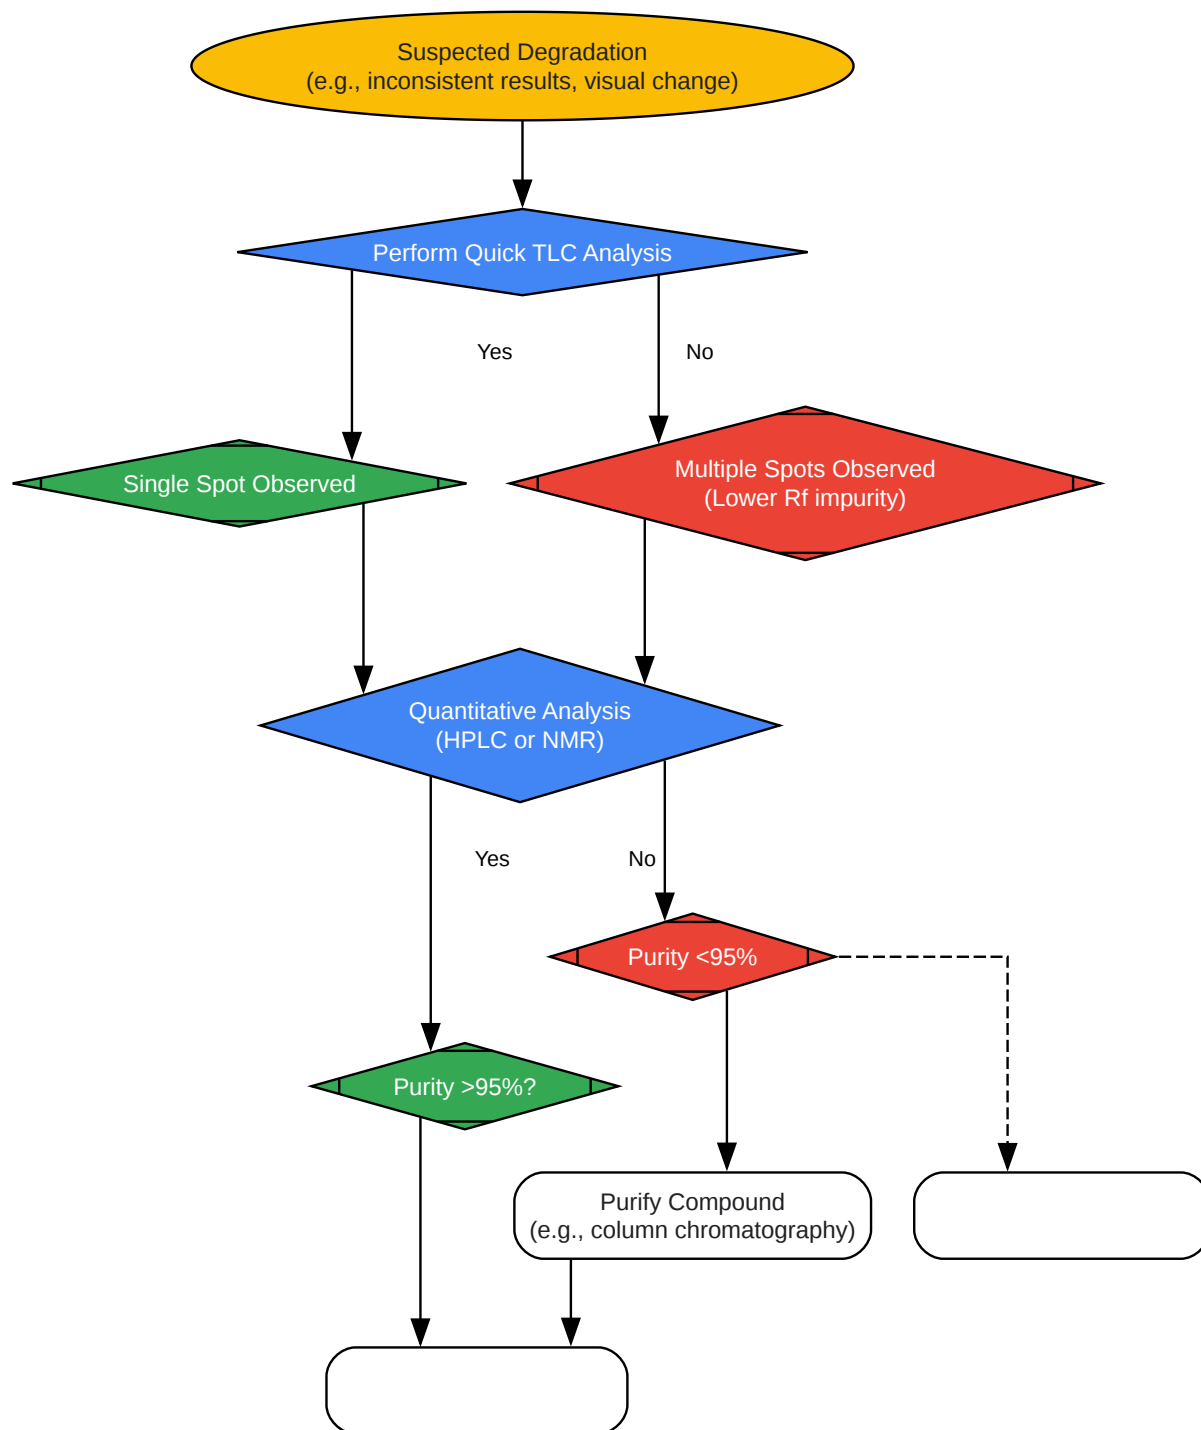 Suspected Degradation
(e.g., inconsistent results, visual change)
Perform Quick TLC Analysis
Yes
No
Single Spot Observed
Multiple Spots Observed
(Lower Rf impurity)
Quantitative Analysis
(HPLC or NMR)
Yes
No
Purity <95%
Purity >95%?
Purify Compound
(e.g., column chromatography)